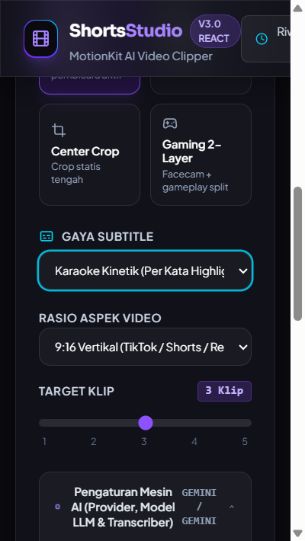 ShortsStudio
V3.0
REACT
MotionKit AI Video Clipper
Center Crop
Crop statis
tengah
Gaming 2-
Layer
Facecam +
gameplay split
GAYA SUBTITLE
Karaoke Kinetik (Per Kata Highlig
RASIO ASPEK VIDEO
9:16 Vertikal (TikTok / Shorts / Re
TARGET KLIP
3 Klip
1 2 3 4 5
Pengaturan Mesin
AI (Provider, Model
LLM & Transcriber)
GEMINI
/
GEMINI